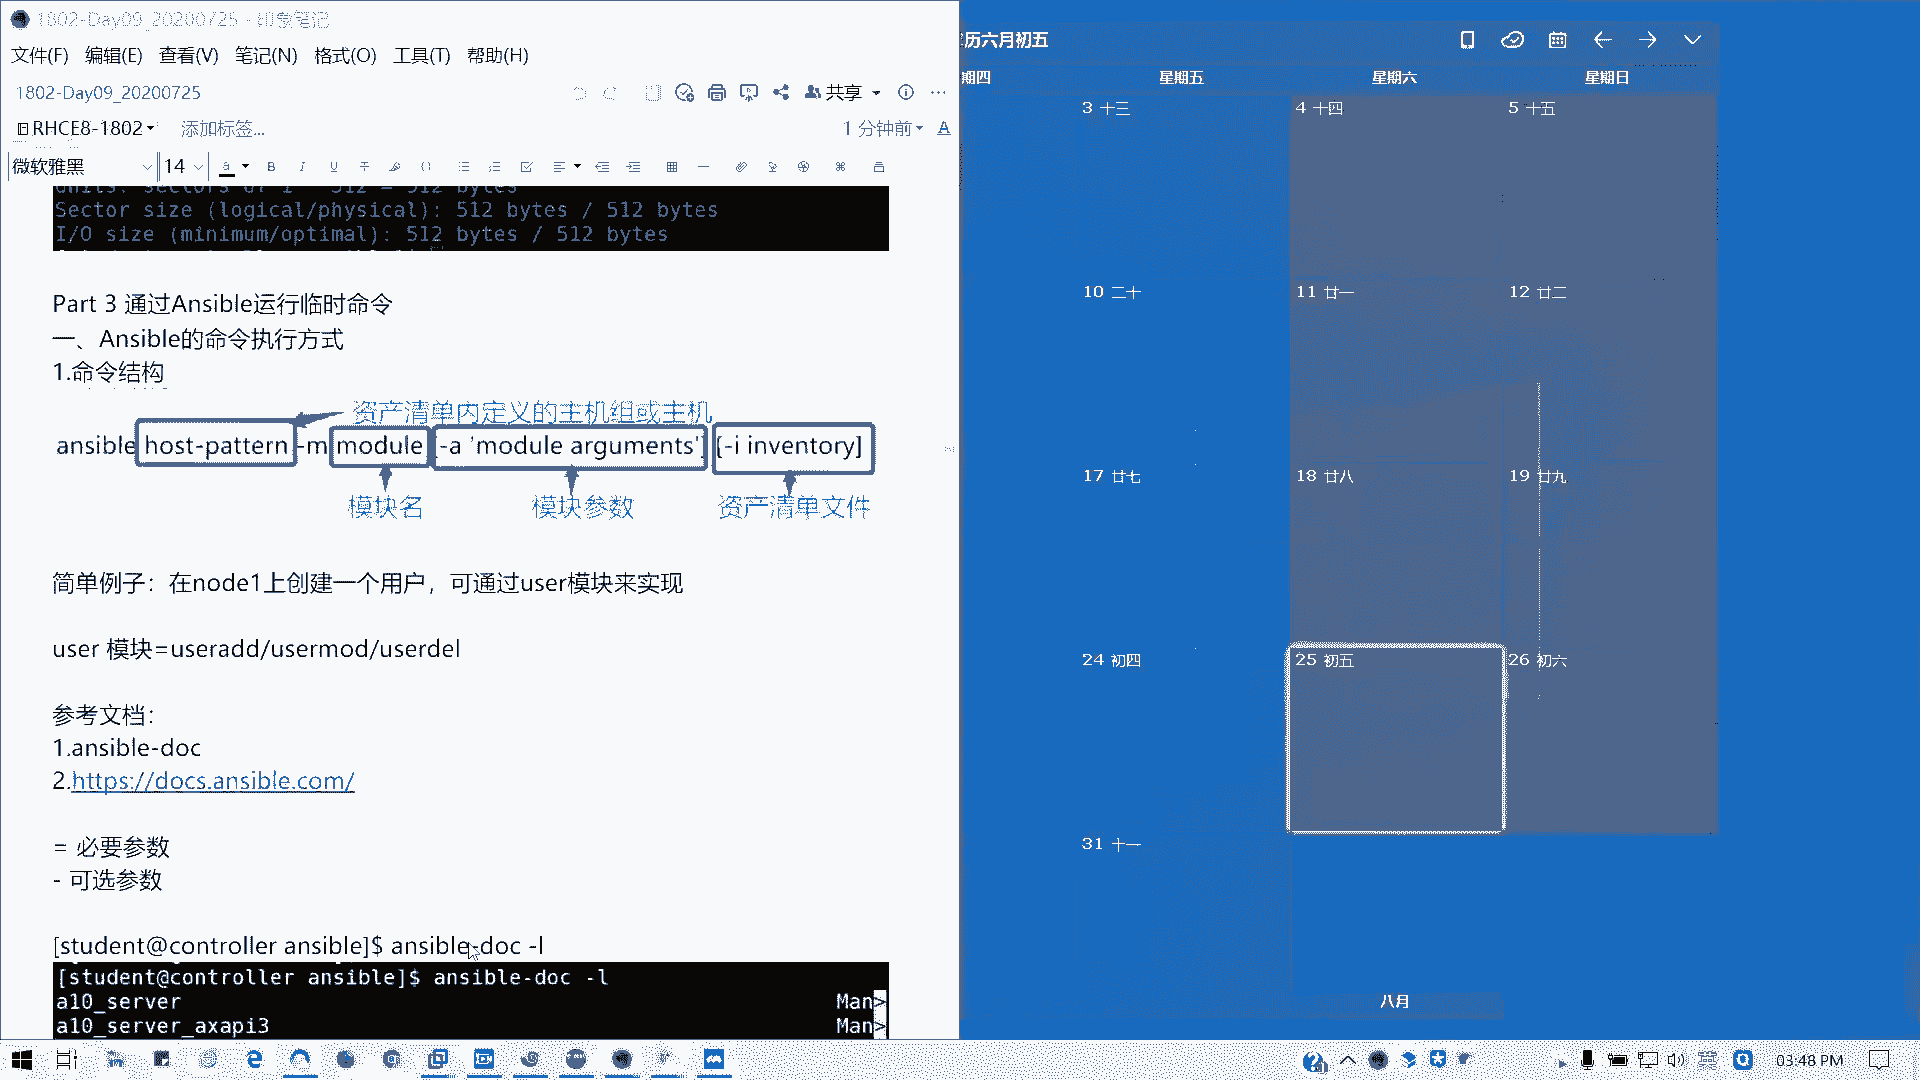 1802-Day09_20200725 - 印象笔记
文件(F) 编辑(E) 查看(V) 笔记(N) 格式(O) 工具(T) 帮助(H)
1802-Day09_20200725
共享
RHCE8-1802 添加标签...
1 分钟前
微软雅黑 14
Units: sectors of 1 * 512 = 512 bytes
Sector size (logical/physical): 512 bytes / 512 bytes
I/O size (minimum/optimal): 512 bytes / 512 bytes
Part 3 通过Ansible运行临时命令
一、Ansible的命令执行方式
1.命令结构
资产清单内定义的主机组或主机
ansible host-pattern -m module [-a 'module arguments'] [-i inventory]
模块名 模块参数 资产清单文件
简单例子：在node1上创建一个用户，可通过user模块来实现
user 模块=useradd/usermod/userdel
参考文档：
1.ansible-doc
2.https://docs.ansible.com/
= 必要参数
- 可选参数
[student@controller ansible]$ ansible-doc -l
[student@controller ansible]$ ansible-doc -l
a10_server Man>
a10_server_axapi3 Man>
历六月初五
期四 星期五 星期六 星期日
3 十三 4 十四 5 十五
10 二十 11 廿一 12 廿二
17 廿七 18 廿八 19 廿九
24 初四 25 初五 26 初六
31 十一
八月
英 03:48 PM